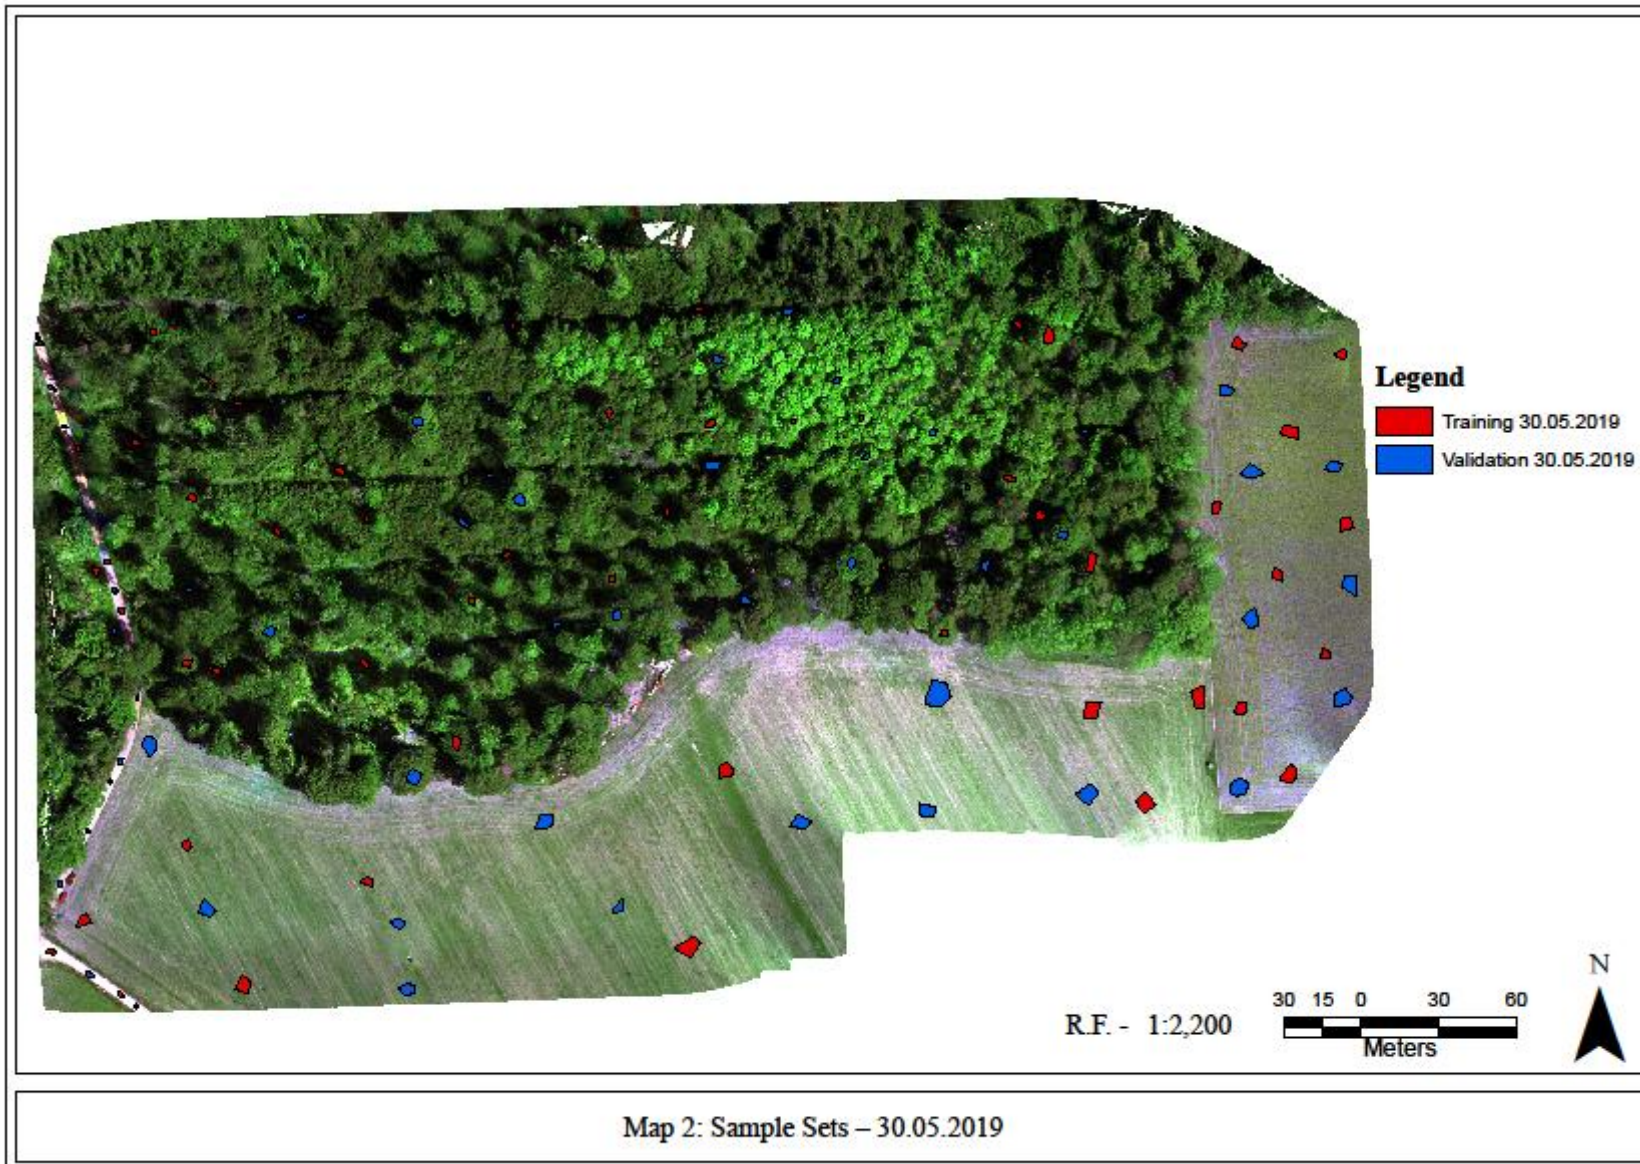 Legend
Training 30.05.2019
Validation 30.05.2019
N
R.F. - 1:2,200
30 15 0 30 60
Meters
Map 2: Sample Sets – 30.05.2019